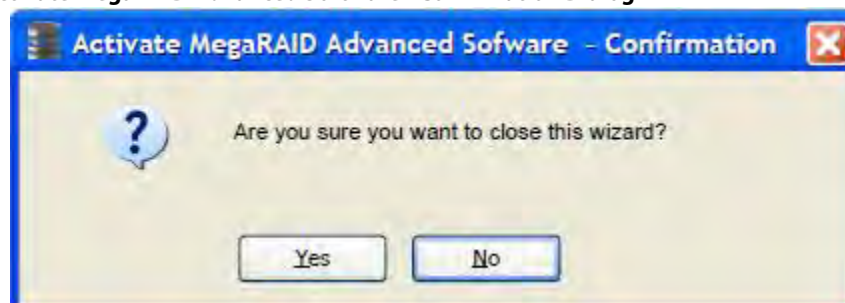 Activate MegaRAID Advanced Sofware - Confirmation
Are you sure you want to close this wizard?
Yes
No